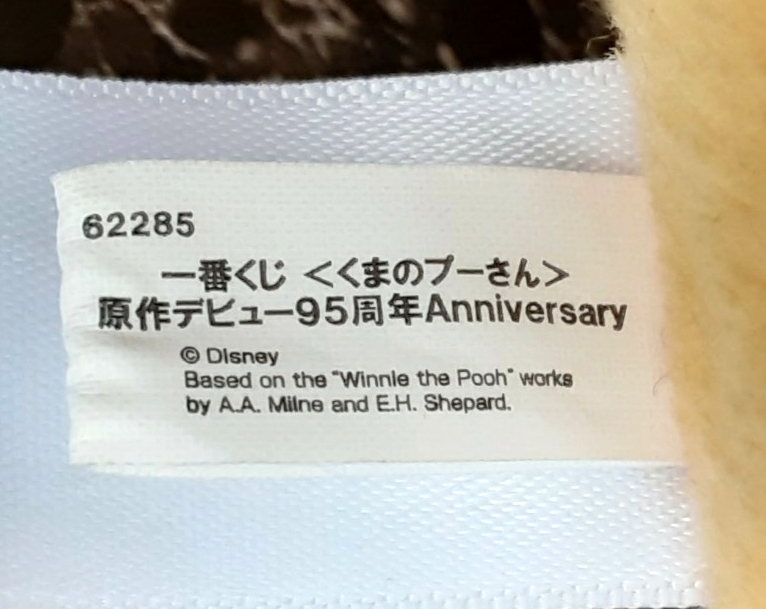 62285
一番くじ <くまのプーさん>
原作デビュー95周年Anniversary
© Disney
Based on the "Winnie the Pooh" works
by A.A. Milne and E.H. Shepard.